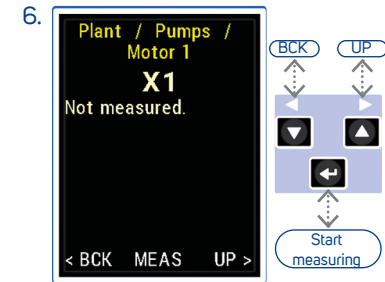 6.
Plant / Pumps /
Motor 1
X1
Not measured.
< BCK MEAS UP >
BCK UP
Start
measuring